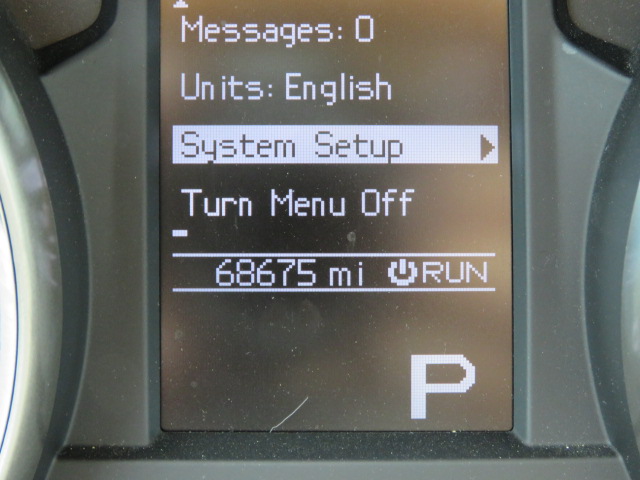 Messages: 0
Units: English
System Setup
Turn Menu Off
68675 mi RUN
P